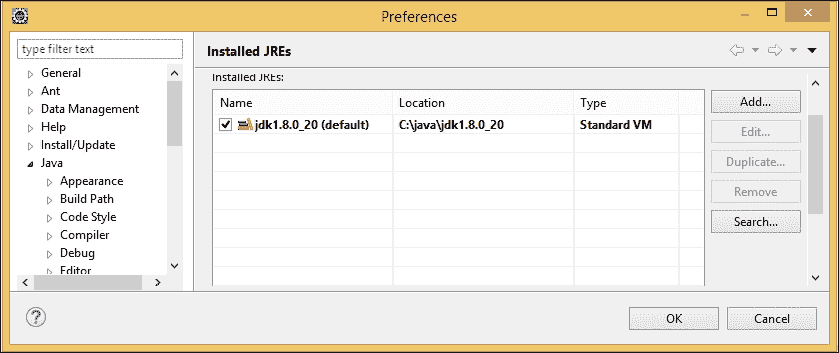 Preferences
type filter text
General
Ant
Data Management
Help
Install/Update
Java
Appearance
Build Path
Code Style
Compiler
Debug
Editor
Installed JREs
Installed JREs:
Name Location Type
jdk1.8.0_20 (default) C:\java\jdk1.8.0_20 Standard VM
Add...
Edit...
Duplicate...
Remove
Search...
?
OK Cancel